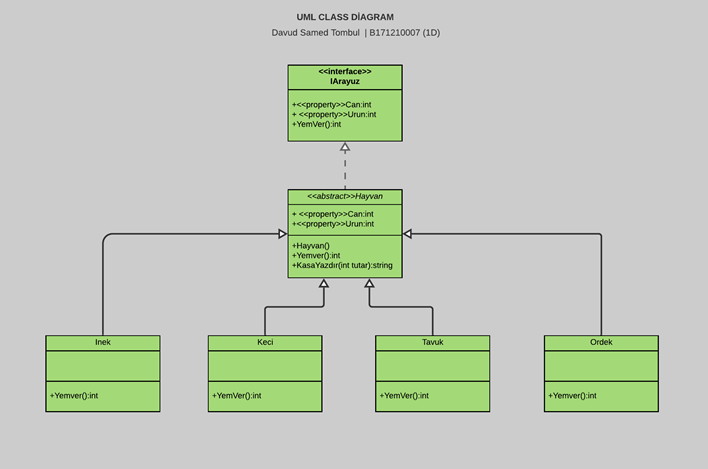 UML CLASS DİAGRAM
Davud Samed Tombul | B171210007 (1D)
<<interface>>
IArayuz
+<<property>>Can:int
+ <<property>>Urun:int
+YemVer():int
<<abstract>>Hayvan
+ <<property>>Can:int
+<<property>>Urun:int
+Hayvan()
+Yemver():int
+KasaYazdır(int tutar):string
Inek
+Yemver():int
Keci
+YemVer():int
Tavuk
+YemVer():int
Ordek
+Yemver():int